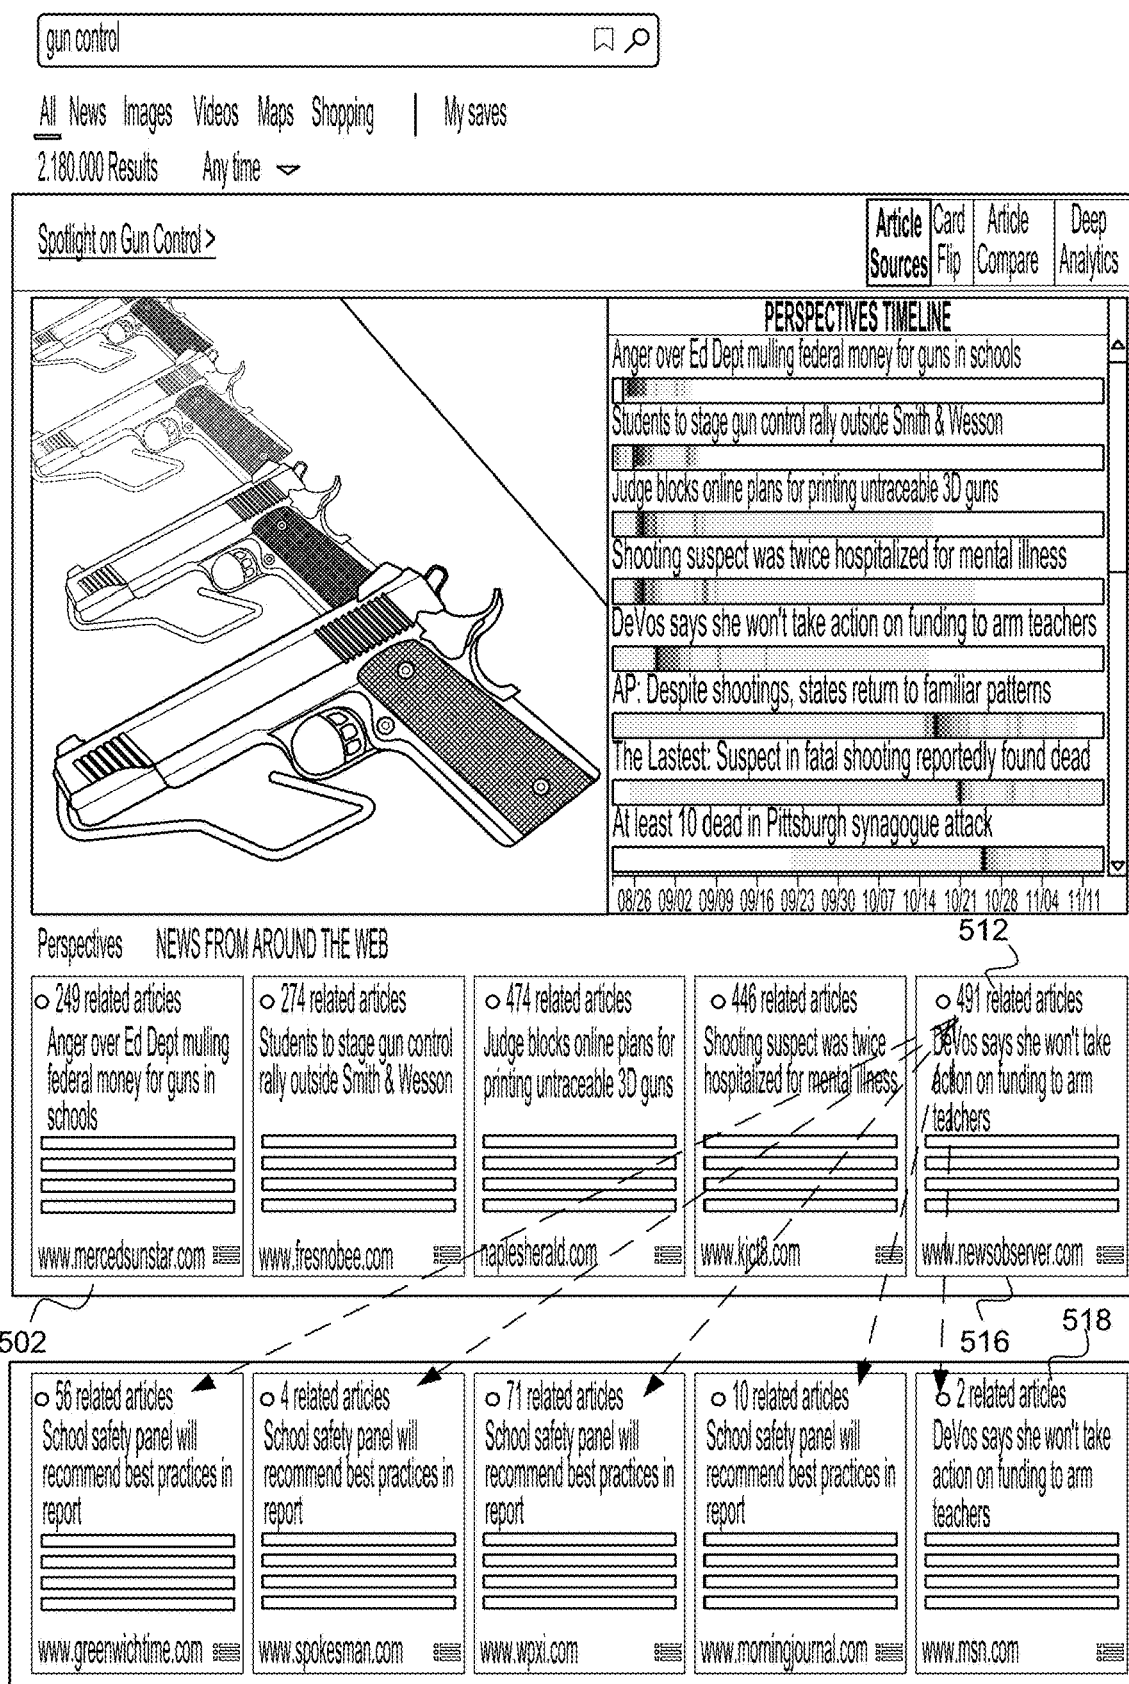 gun control
All News Images Videos Maps Shopping | My saves
2.180.000 Results Any time
Spotlight on Gun Control >
Article Sources
Card Flip
Article Compare
Deep Analytics
PERSPECTIVES TIMELINE
Anger over Ed Dept mulling federal money for guns in schools
Students to stage gun control rally outside Smith & Wesson
Judge blocks online plans for printing untraceable 3D guns
Shooting suspect was twice hospitalized for mental illness
DeVos says she won't take action on funding to arm teachers
AP: Despite shootings, states return to familiar patterns
The Lastest: Suspect in fatal shooting reportedly found dead
At least 10 dead in Pittsburgh synagogue attack
08/26 09/02 09/09 09/16 09/23 09/30 10/07 10/14 10/21 10/28 11/04 11/11
Perspectives NEWS FROM AROUND THE WEB
512
249 related articles
Anger over Ed Dept mulling
federal money for guns in
schools
www.mercedsunstar.com
274 related articles
Students to stage gun control
rally outside Smith & Wesson
www.fresnobee.com
474 related articles
Judge blocks online plans for
printing untraceable 3D guns
naplesherald.com
446 related articles
Shooting suspect was twice
hospitalized for mental illness
www.kjct8.com
491 related articles
DeVos says she won't take
action on funding to arm
teachers
www.newsobserver.com
502
516
518
56 related articles
School safety panel will
recommend best practices in
report
www.greenwichtime.com
4 related articles
School safety panel will
recommend best practices in
report
www.spokesman.com
71 related articles
School safety panel will
recommend best practices in
report
www.wpxi.com
10 related articles
School safety panel will
recommend best practices in
report
www.morningjournal.com
2 related articles
DeVos says she won't take
action on funding to arm
teachers
www.msn.com